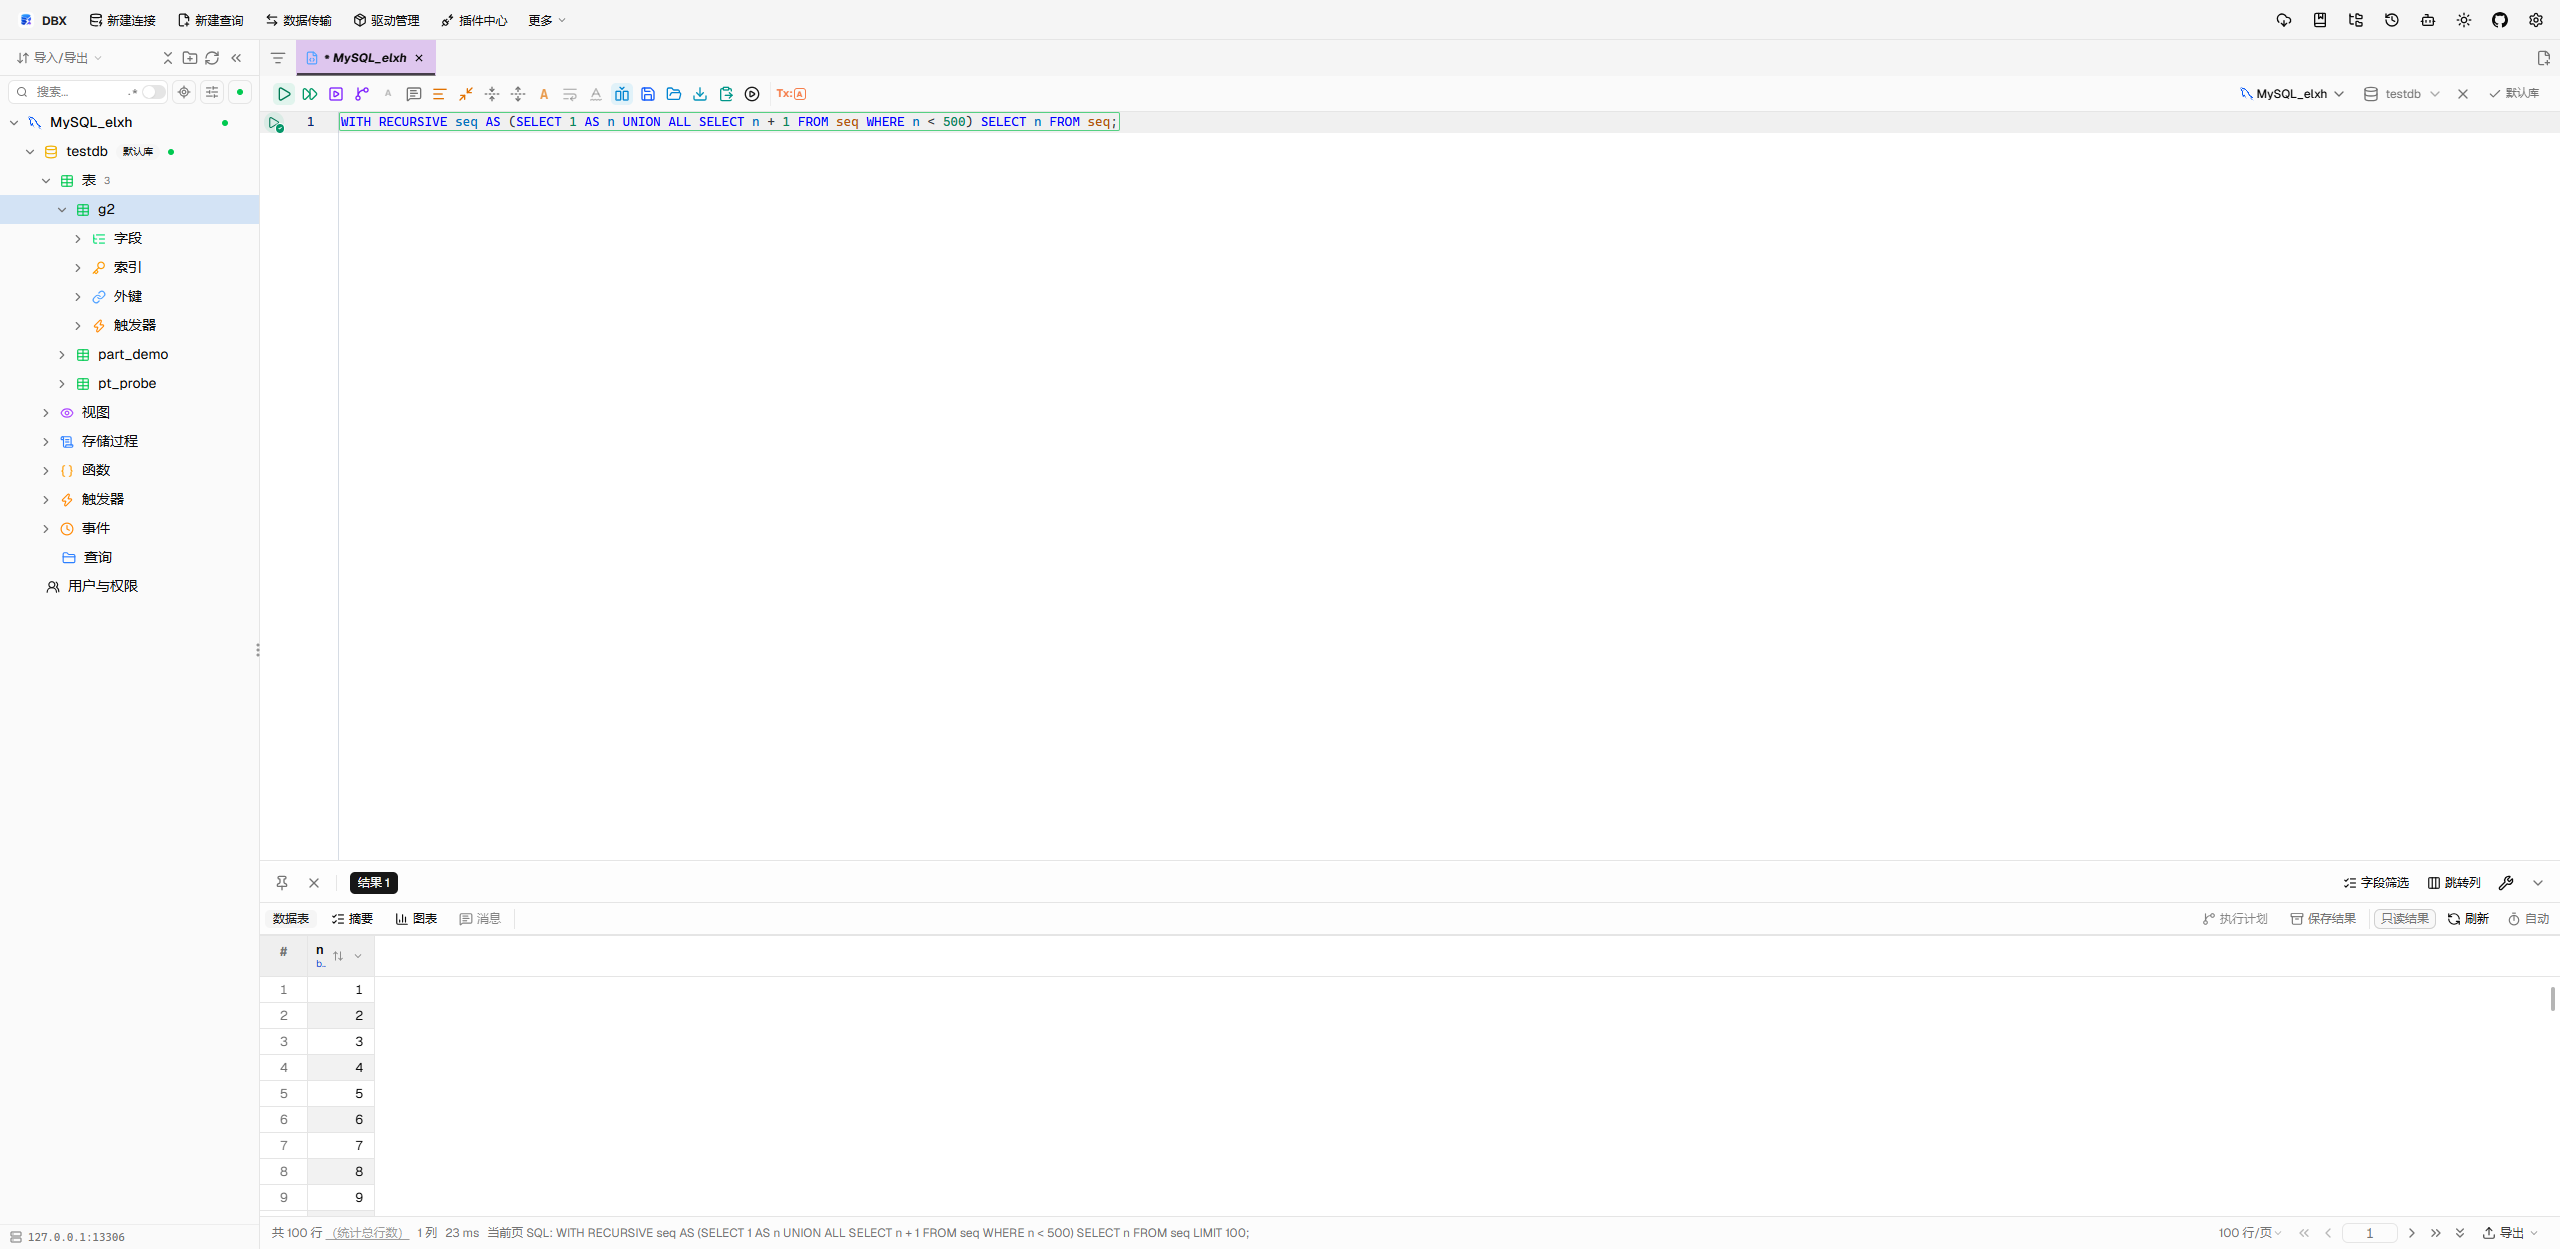 DBX 新建连接 新建查询 数据传输 驱动管理 插件中心 更多
导入/导出 * MySQL_elxh
搜索... .* A A A Tx:A MySQL_elxh testdb 默认库
MySQL_elxh
testdb 默认库
表 3
g2
字段
索引
外键
触发器
part_demo
pt_probe
视图
存储过程
函数
触发器
事件
查询
用户与权限
127.0.0.1:13306
1 WITH RECURSIVE seq AS (SELECT 1 AS n UNION ALL SELECT n + 1 FROM seq WHERE n < 500) SELECT n FROM seq;
结果1 字段筛选 跳转列
数据表 摘要 图表 消息 执行计划 保存结果 只读结果 刷新 自动
# n
b..
1 1
2 2
3 3
4 4
5 5
6 6
7 7
8 8
9 9
共 100 行 (统计总行数) 1 列 23 ms 当前页 SQL: WITH RECURSIVE seq AS (SELECT 1 AS n UNION ALL SELECT n + 1 FROM seq WHERE n < 500) SELECT n FROM seq LIMIT 100; 100 行/页 1 导出